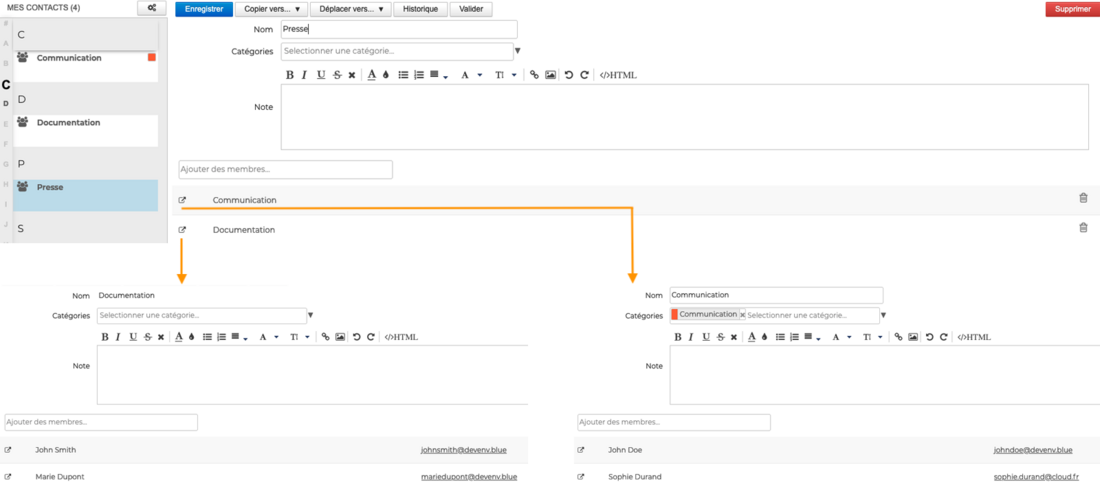 MES CONTACTS (4)
Enregistrer
Copier vers... ▼
Déplacer vers... ▼
Historique
Valider
Supprimer
#
A
B
C
D
E
F
G
H
I
J
C
Communication
D
Documentation
P
Presse
S
Nom Presse
Catégories Selectionner une catégorie...
B I U S A A T </>HTML
Note
Ajouter des membres...
Communication
Documentation
Nom Documentation
Catégories Selectionner une catégorie...
B I U S A A T </>HTML
Note
Ajouter des membres...
John Smith johnsmith@devenv.blue
Marie Dupont mariedupont@devenv.blue
Nom Communication
Catégories Communication x Selectionner une catégorie...
B I U S A A T </>HTML
Note
Ajouter des membres...
John Doe johndoe@devenv.blue
Sophie Durand sophie.durand@cloud.fr